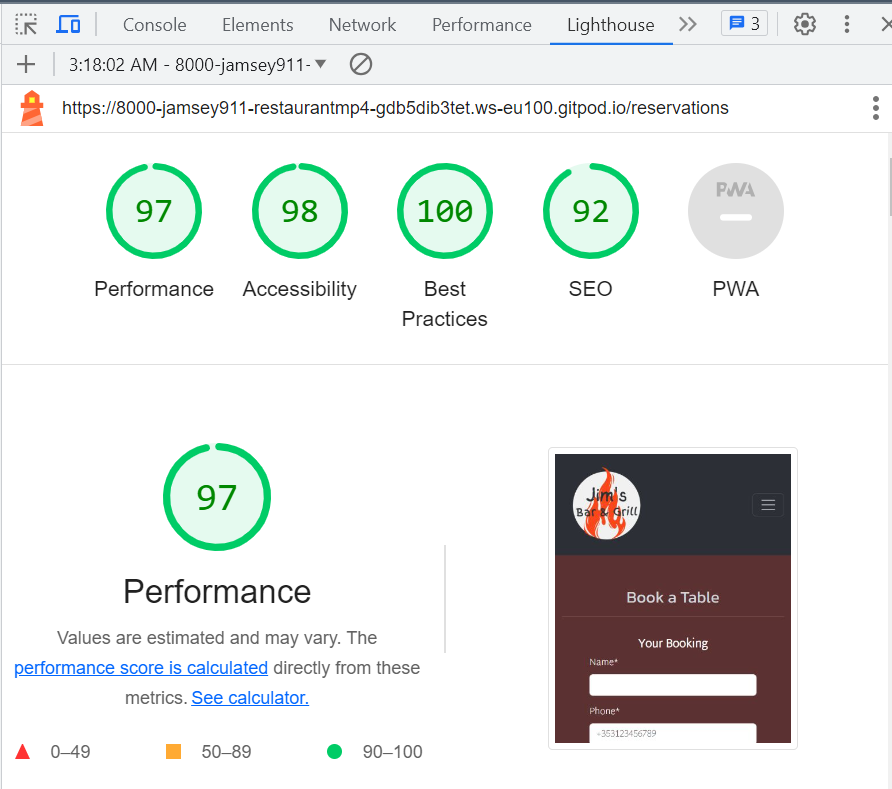 Console Elements Network Performance Lighthouse 3
3:18:02 AM - 8000-jamsey911-
https://8000-jamsey911-restaurantmp4-gdb5dib3tet.ws-eu100.gitpod.io/reservations
97 98 100 92 PWA
Performance Accessibility Best Practices SEO PWA
97
Performance
Values are estimated and may vary. The
performance score is calculated directly from these
metrics. See calculator.
0–49 50–89 90–100
Jim's
Bar & Grill
Book a Table
Your Booking
Name*
Phone*
+353123456789